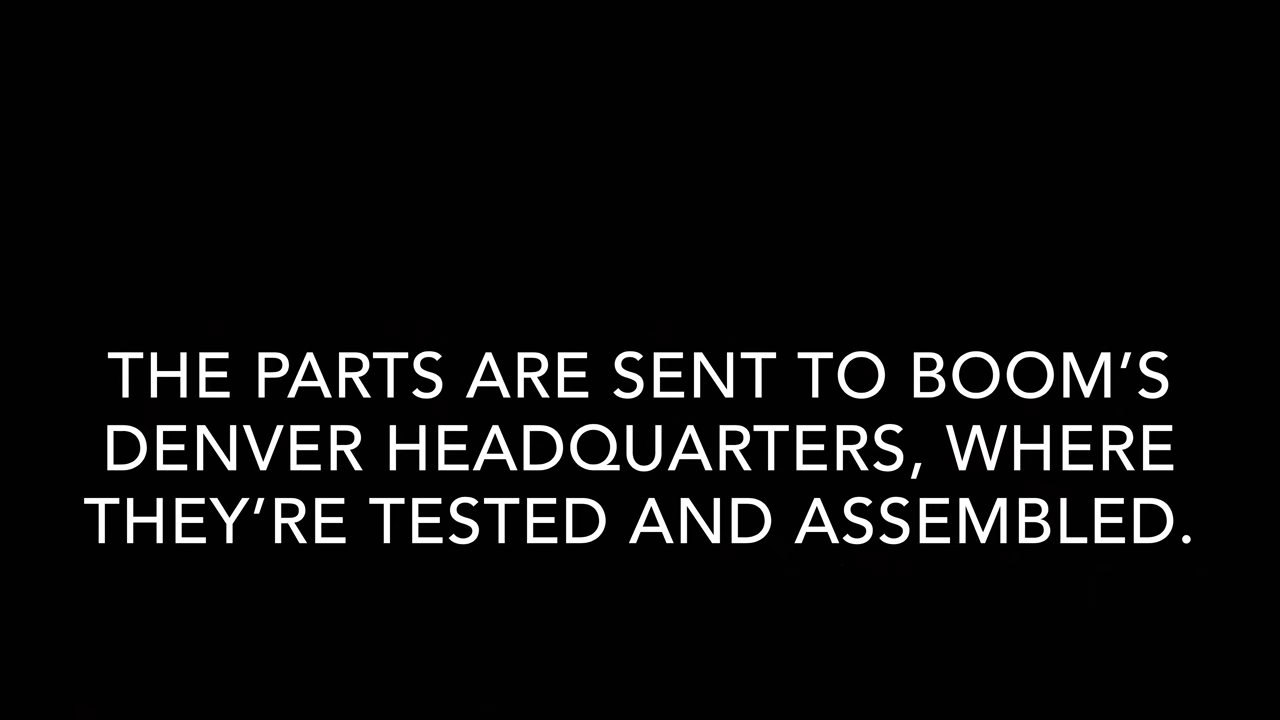 THE PARTS ARE SENT TO BOOM’S
DENVER HEADQUARTERS, WHERE
THEY’RE TESTED AND ASSEMBLED.